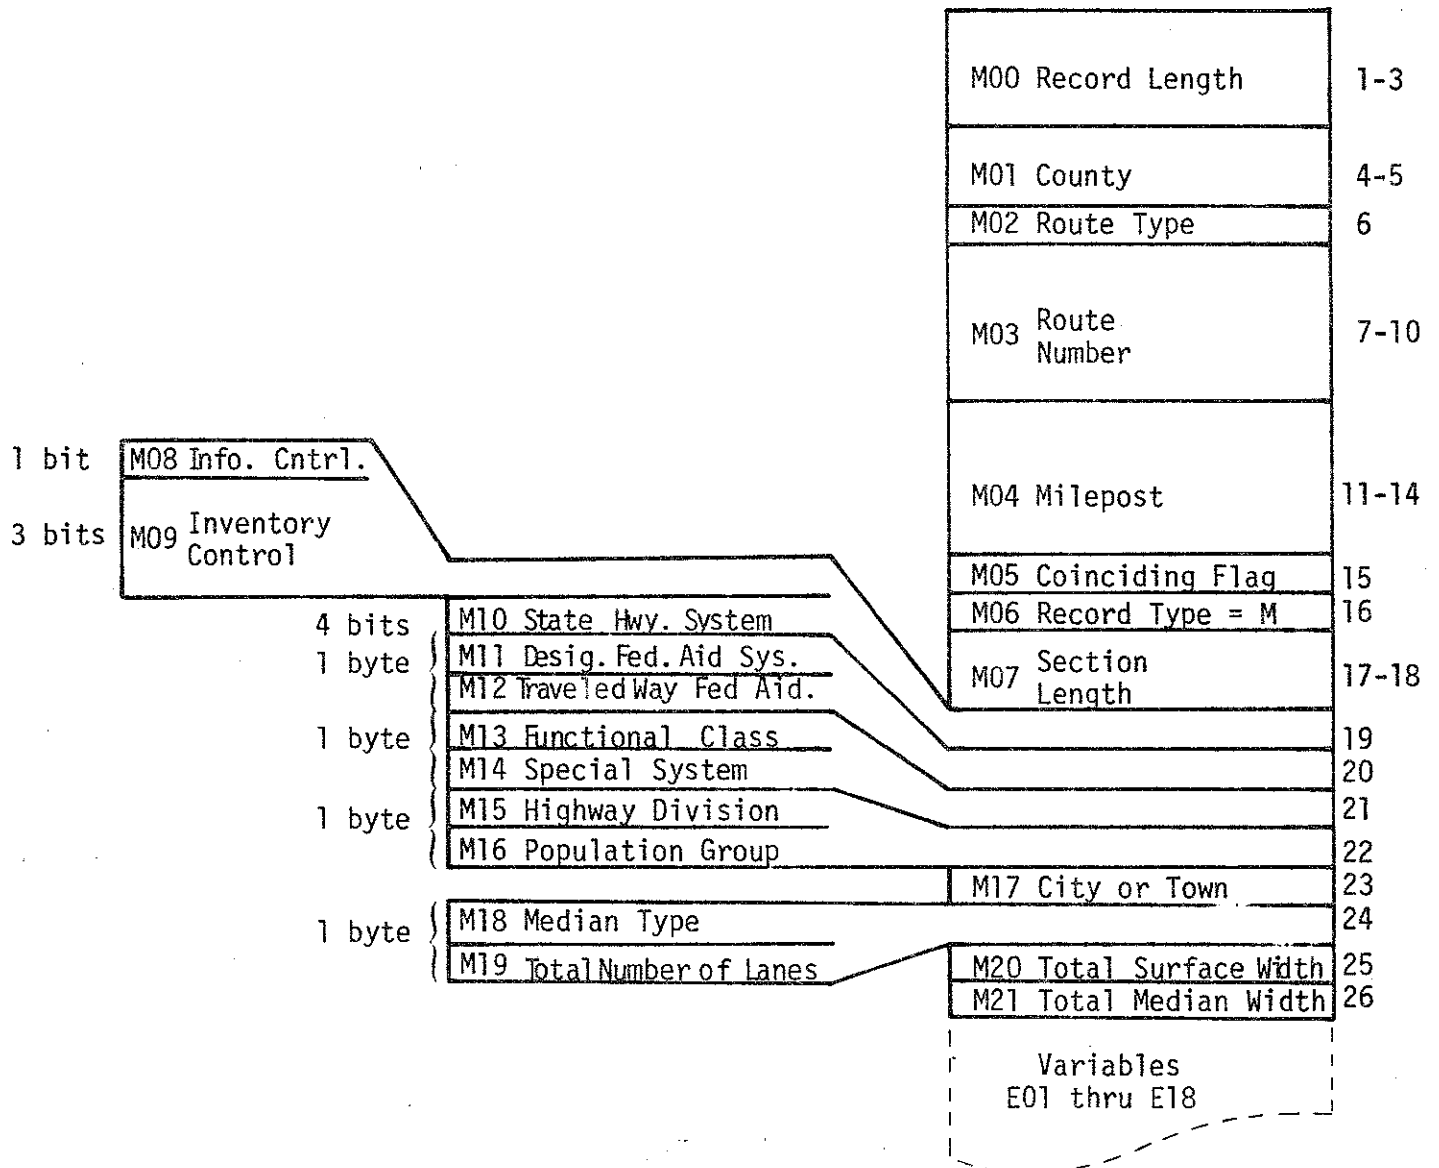 M00 Record Length 1-3
M01 County 4-5
M02 Route Type 6
M03 Route Number 7-10
M04 Milepost 11-14
M05 Coinciding Flag 15
M06 Record Type = M 16
M07 Section Length 17-18
1 bit M08 Info. Cntrl.
3 bits M09 Inventory Control
4 bits M10 State Hwy. System
19
1 byte M11 Desig. Fed. Aid Sys.
M12 Traveled Way Fed Aid.
20
1 byte M13 Functional Class
M14 Special System
21
1 byte M15 Highway Division
M16 Population Group
22
M17 City or Town 23
1 byte M18 Median Type
M19 Total Number of Lanes
24
M20 Total Surface Width 25
M21 Total Median Width 26
Variables
E01 thru E18